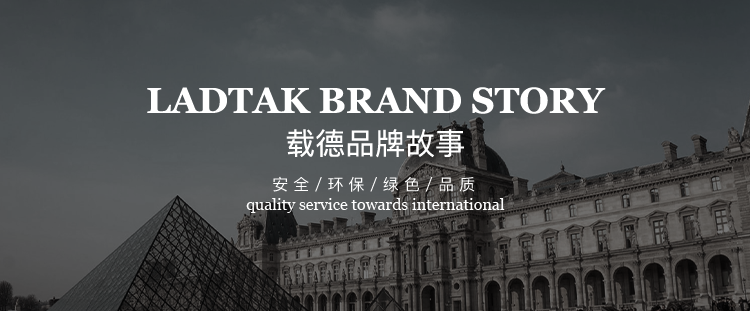 LADTAK BRAND STORY
载德品牌故事
安全/环保/绿色/品质
quality service towards international